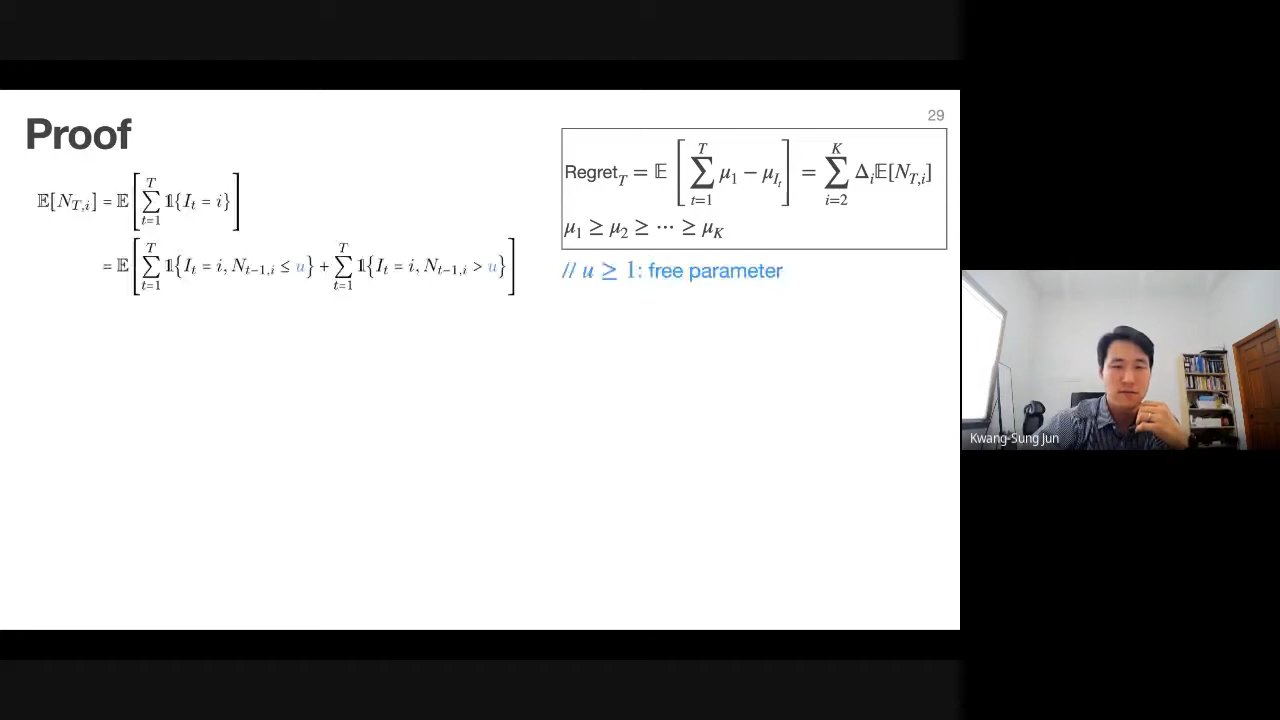 29
Proof
𝔼[N_{T,i}] = 𝔼[∑_{t=1}^{T} 𝟙{I_t = i}]
= 𝔼[∑_{t=1}^{T} 𝟙{I_t = i, N_{t−1,i} ≤ u} + ∑_{t=1}^{T} 𝟙{I_t = i, N_{t−1,i} > u}]
Regret_T = 𝔼[∑_{t=1}^{T} μ_1 − μ_{I_t}] = ∑_{i=2}^{K} Δ_i 𝔼[N_{T,i}]
μ_1 ≥ μ_2 ≥ ⋯ ≥ μ_K
// u ≥ 1: free parameter
Kwang-Sung Jun